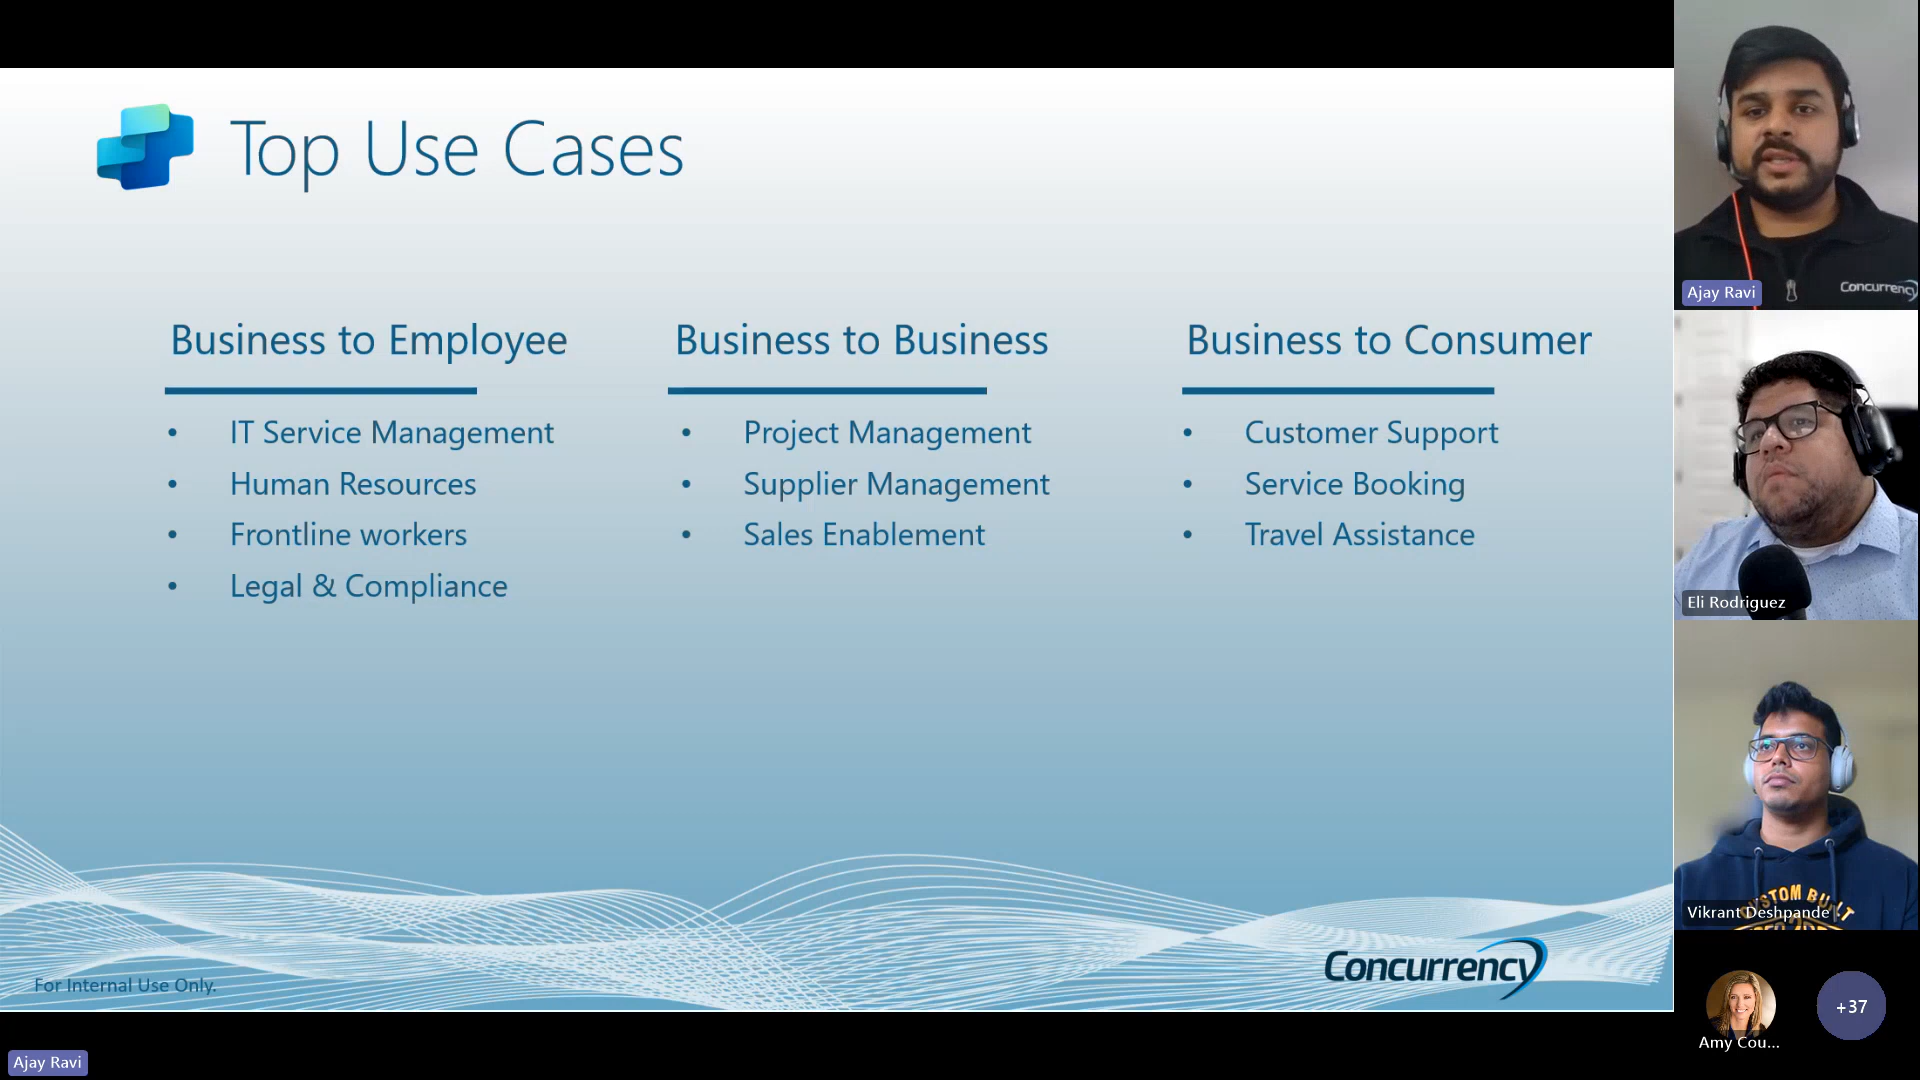 Top Use Cases
Business to Employee
• IT Service Management
• Human Resources
• Frontline workers
• Legal & Compliance
Business to Business
• Project Management
• Supplier Management
• Sales Enablement
Business to Consumer
• Customer Support
• Service Booking
• Travel Assistance
For Internal Use Only.
Concurrency
Ajay Ravi
Concurrency
Ajay Ravi
Eli Rodriguez
Vikrant Deshpande
Amy Cou...
+37